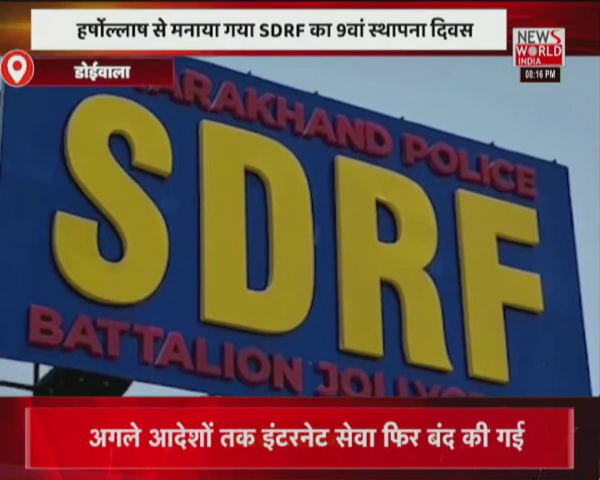 हर्षोल्लाष से मनाया गया SDRF का 9वां स्थापना दिवस
NEWS
WORLD
INDIA
08:16 PM
डोईवाला
POLICE
SDRF
BATTALION
अगले आदेशों तक इंटरनेट सेवा फिर बंद की गई